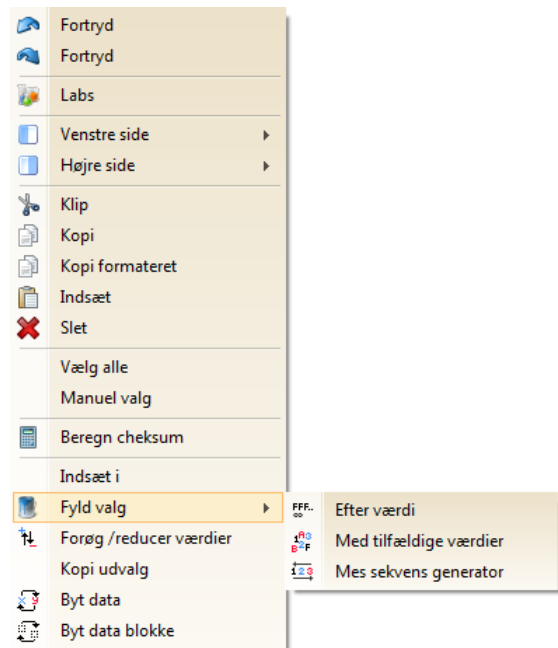 Fortryd
Fortryd
Labs
Venstre side
Højre side
Klip
Kopi
Kopi formateret
Indsæt
Slet
Vælg alle
Manuel valg
Beregn cheksum
Indsæt i
Fyld valg
Forøg /reducer værdier
Kopi udvalg
Byt data
Byt data blokke
Efter værdi
Med tilfældige værdier
Mes sekvens generator